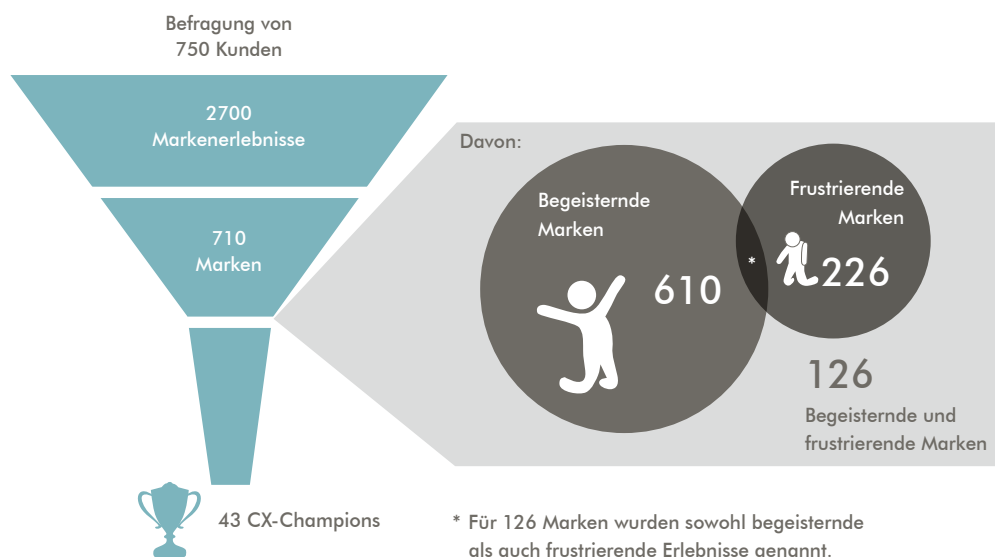 Befragung von
750 Kunden
2700
Markenerlebnisse
710
Marken
43 CX-Champions
Davon:
Begeisternde
Marken
610
*
Frustrierende
Marken
226
126
Begeisternde und
frustrierende Marken
* Für 126 Marken wurden sowohl begeisternde
als auch frustrierende Erlebnisse genannt.